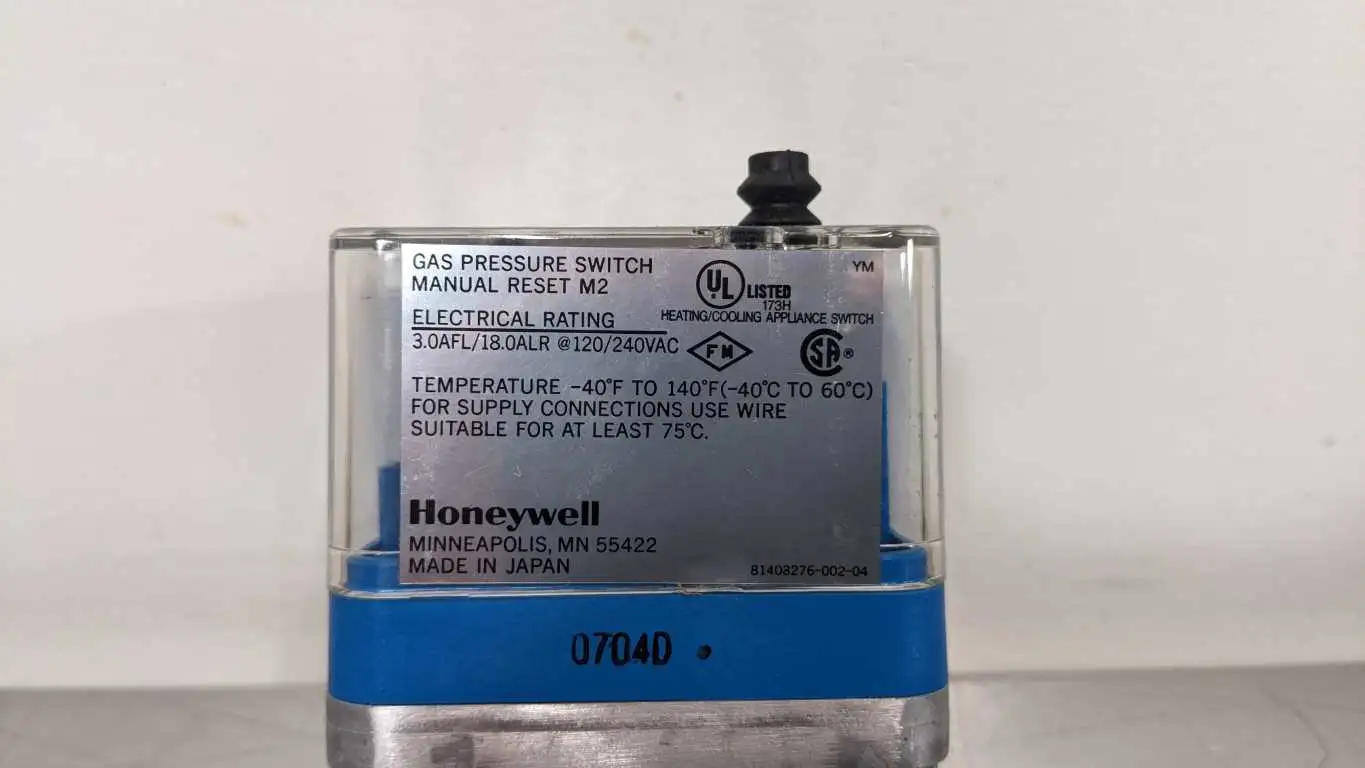 GAS PRESSURE SWITCH
MANUAL RESET M2
UL LISTED
173H
HEATING/COOLING APPLIANCE SWITCH
YM
ELECTRICAL RATING
3.0AFL/18.0ALR @120/240VAC
FM
SA®
TEMPERATURE -40°F TO 140°F(-40°C TO 60°C)
FOR SUPPLY CONNECTIONS USE WIRE
SUITABLE FOR AT LEAST 75°C.
Honeywell
MINNEAPOLIS, MN 55422
MADE IN JAPAN
81403276-002-04
0704D